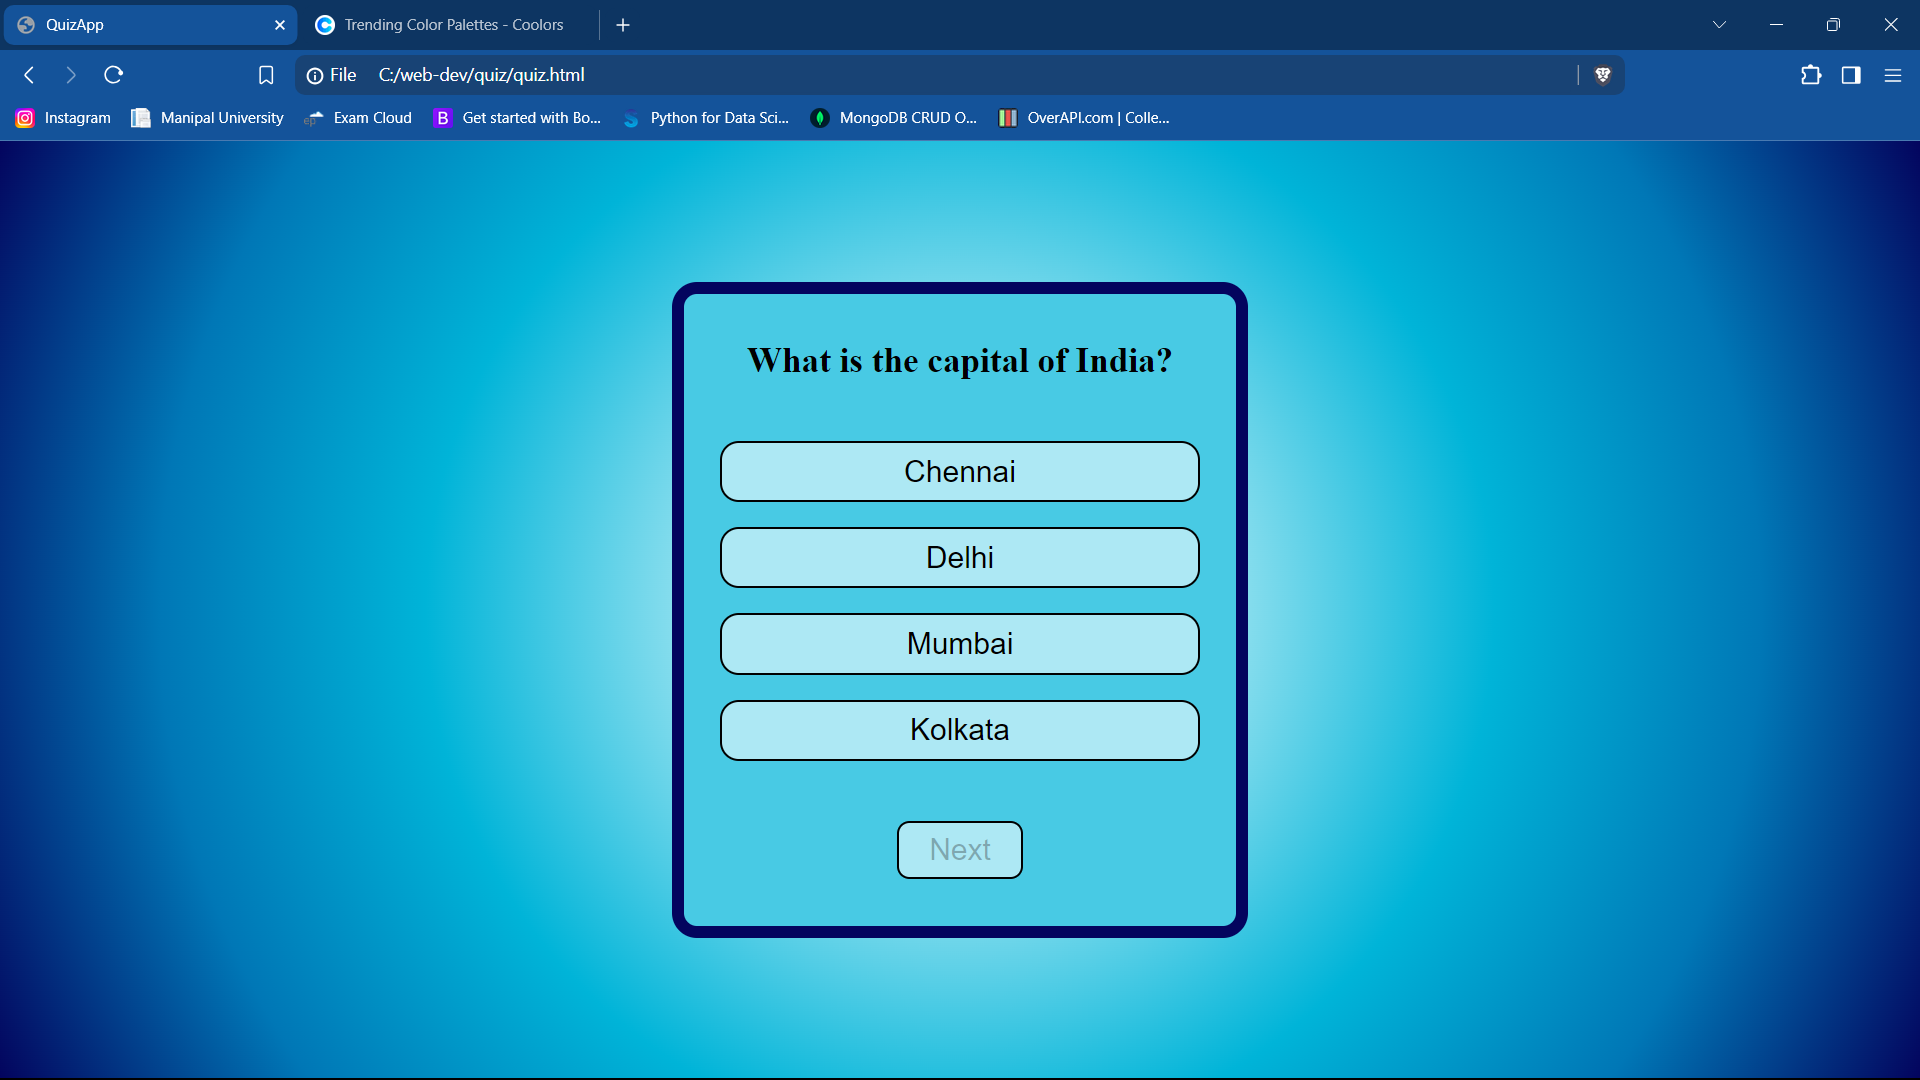 QuizApp
Trending Color Palettes - Coolors
File C:/web-dev/quiz/quiz.html
Instagram
Manipal University
ep
Exam Cloud
B
Get started with Bo...
Python for Data Sci...
MongoDB CRUD O...
OverAPI.com | Colle...
What is the capital of India?
Chennai
Delhi
Mumbai
Kolkata
Next